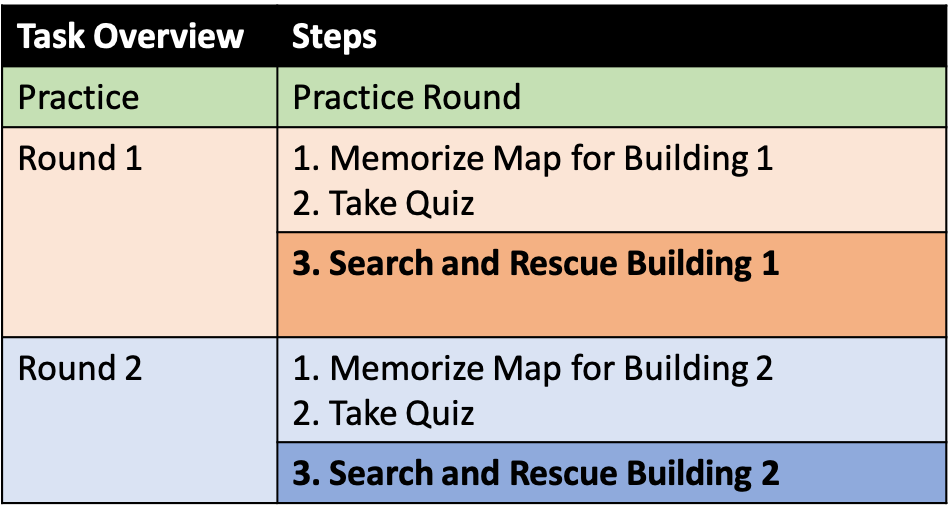 Task Overview Steps
Practice Practice Round
Round 1 1. Memorize Map for Building 1
2. Take Quiz
3. Search and Rescue Building 1
Round 2 1. Memorize Map for Building 2
2. Take Quiz
3. Search and Rescue Building 2